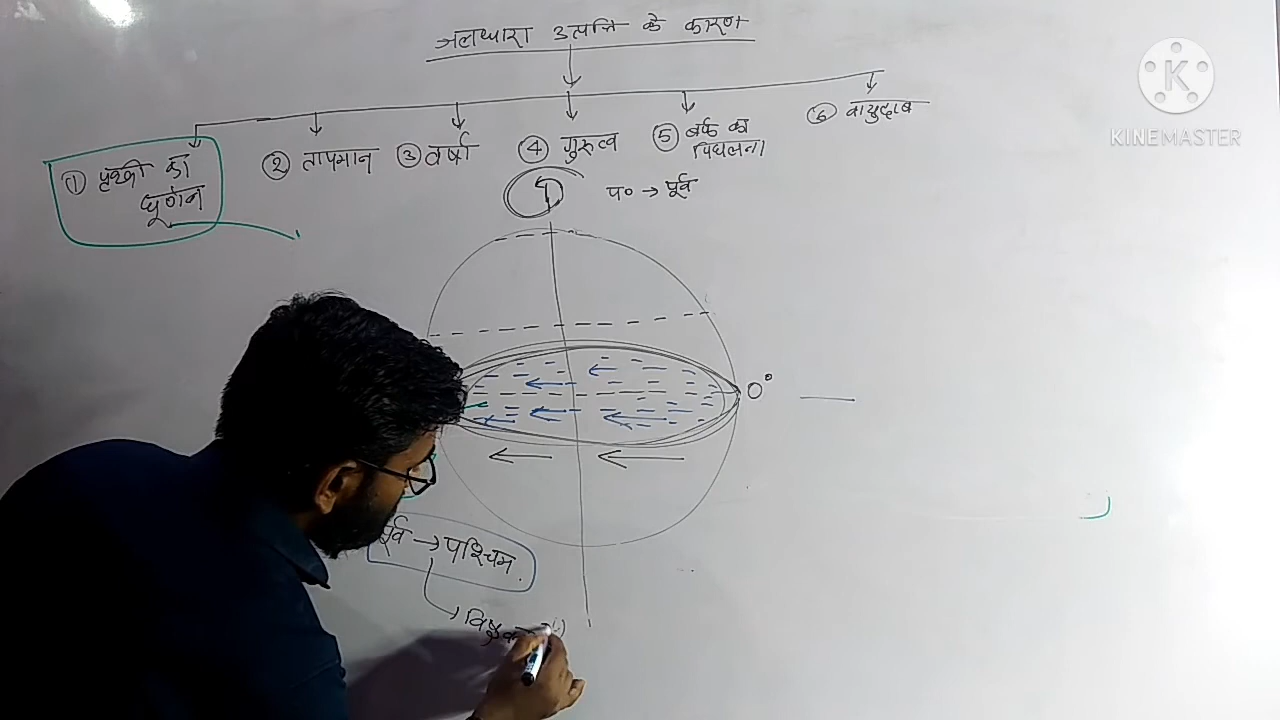 जलधारा उत्पत्ति के कारण
① पृथ्वी का
घूर्णन
② तापमान
③ वर्षा
④ गुरुत्व
⑤ बर्फ का
पिघलना
⑥ वायुदाब
प० → पूर्व
0°
पूर्व → पश्चिम
KINEMASTER